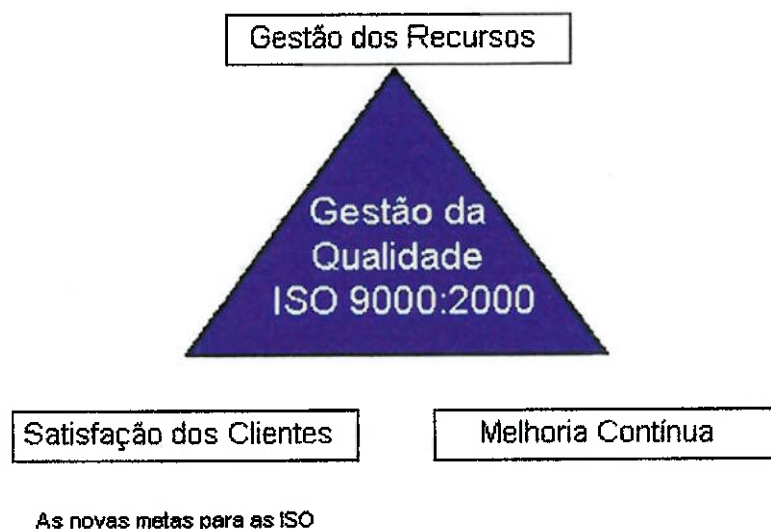 Gestão dos Recursos
Gestão da
Qualidade
ISO 9000:2000
Satisfação dos Clientes
Melhoria Contínua
As novas metas para as ISO